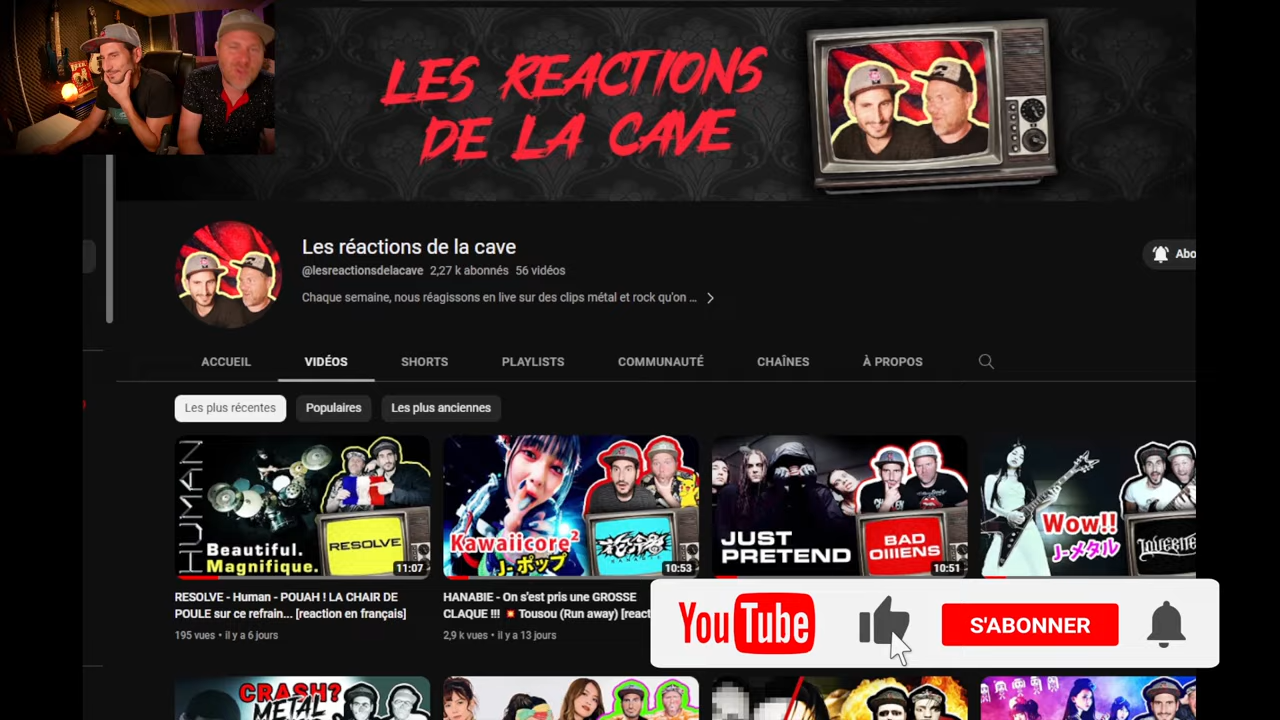 LES REACTIONS
DE LA CAVE
Les réactions de la cave
@lesreactionsdelacave 2,27 k abonnés 56 vidéos
Chaque semaine, nous réagissons en live sur des clips métal et rock qu'on ...
Abo
ACCUEIL
VIDÉOS
SHORTS
PLAYLISTS
COMMUNAUTÉ
CHAÎNES
À PROPOS
Les plus récentes
Populaires
Les plus anciennes
HUMAN
Beautiful.
Magnifique.
RESOLVE
11:07
Kawaiicore²
J-ポップ
10:53
JUST
PRETEND
BAD
OMENS
10:51
Wow!!
J-メタル
LOVEBITES
RESOLVE - Human - POUAH ! LA CHAIR DE
POULE sur ce refrain... [reaction en français]
195 vues • il y a 6 jours
HANABIE - On s'est pris une GROSSE
CLAQUE !!! 💥 Tousou (Run away) [react
2,9 k vues • il y a 13 jours
YouTube
S'ABONNER
CRASH?
METAL